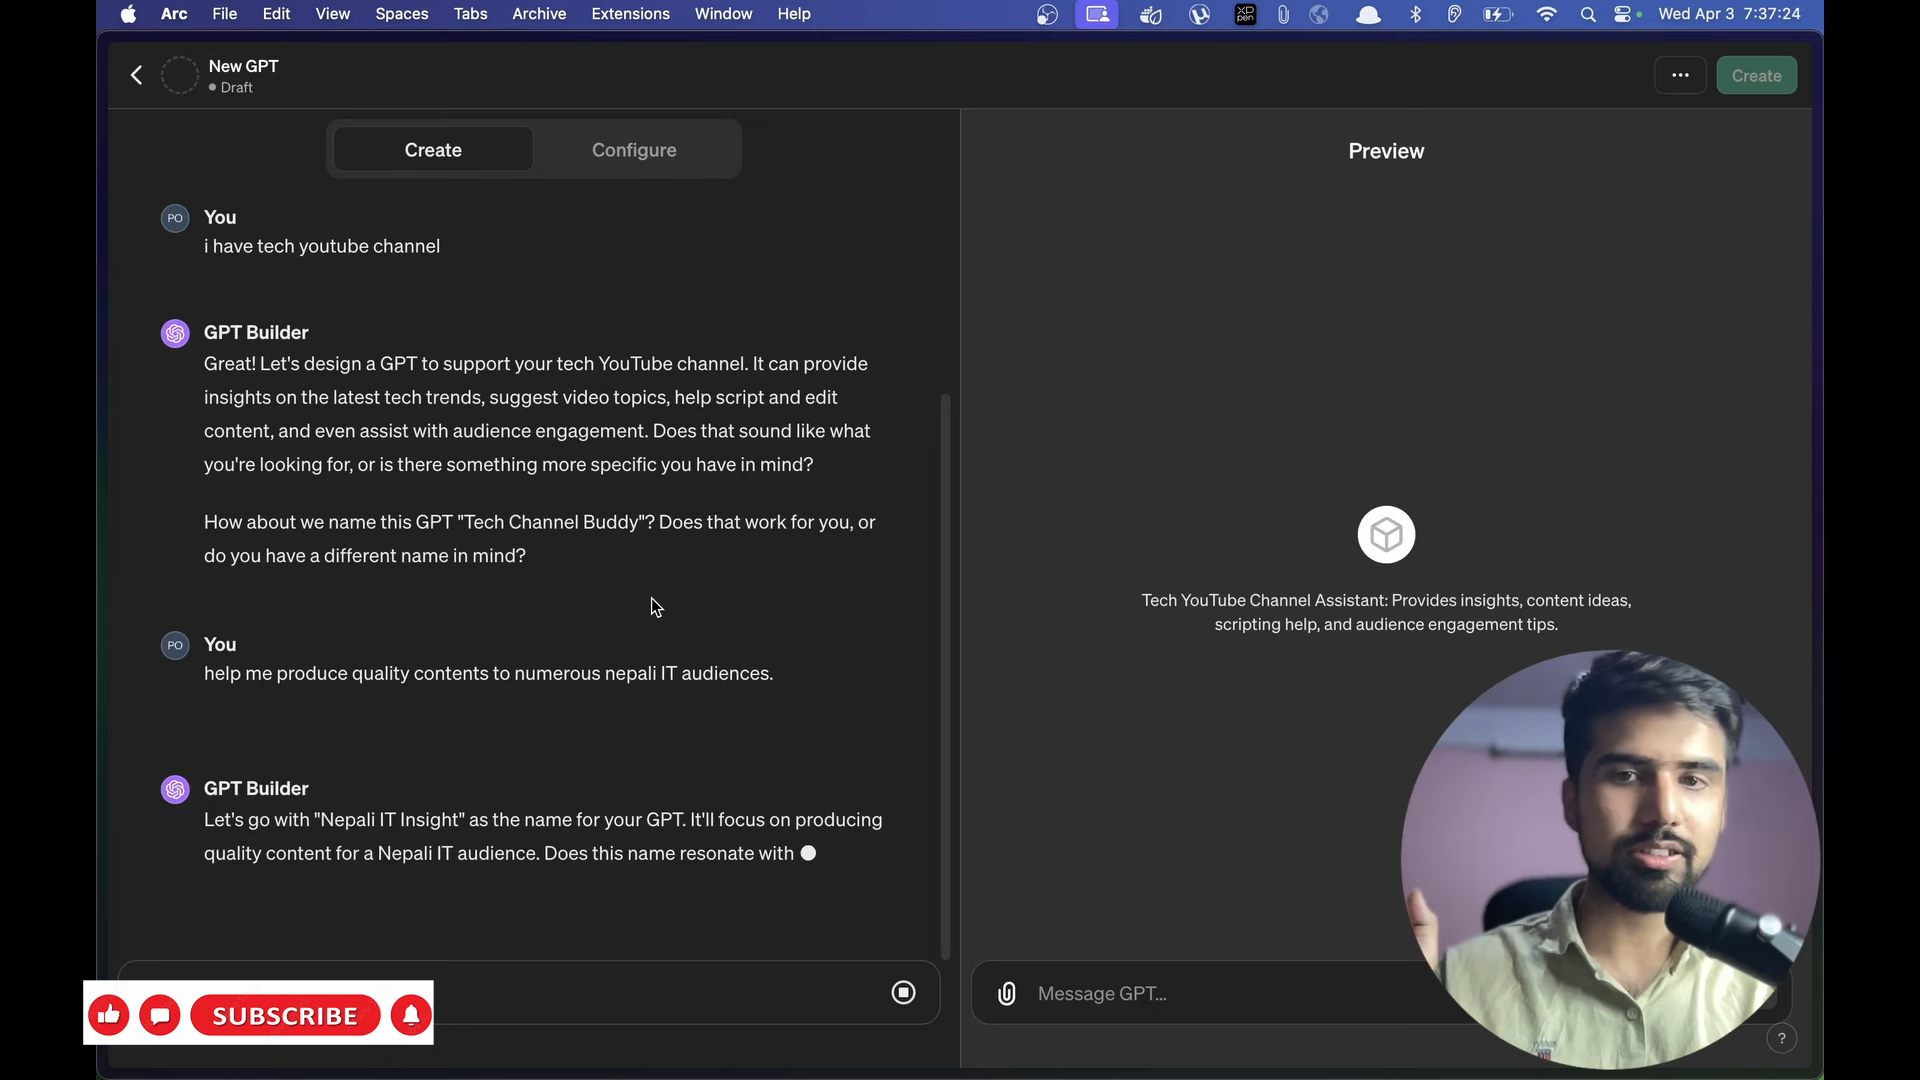 Arc File Edit View Spaces Tabs Archive Extensions Window Help Wed Apr 3 7:37:24
New GPT
Draft
Create
Create Configure
Preview
PO You
i have tech youtube channel
GPT Builder
Great! Let's design a GPT to support your tech YouTube channel. It can provide
insights on the latest tech trends, suggest video topics, help script and edit
content, and even assist with audience engagement. Does that sound like what
you're looking for, or is there something more specific you have in mind?
How about we name this GPT "Tech Channel Buddy"? Does that work for you, or
do you have a different name in mind?
PO You
help me produce quality contents to numerous nepali IT audiences.
GPT Builder
Let's go with "Nepali IT Insight" as the name for your GPT. It'll focus on producing
quality content for a Nepali IT audience. Does this name resonate with
Tech YouTube Channel Assistant: Provides insights, content ideas,
scripting help, and audience engagement tips.
Message GPT...
?
SUBSCRIBE